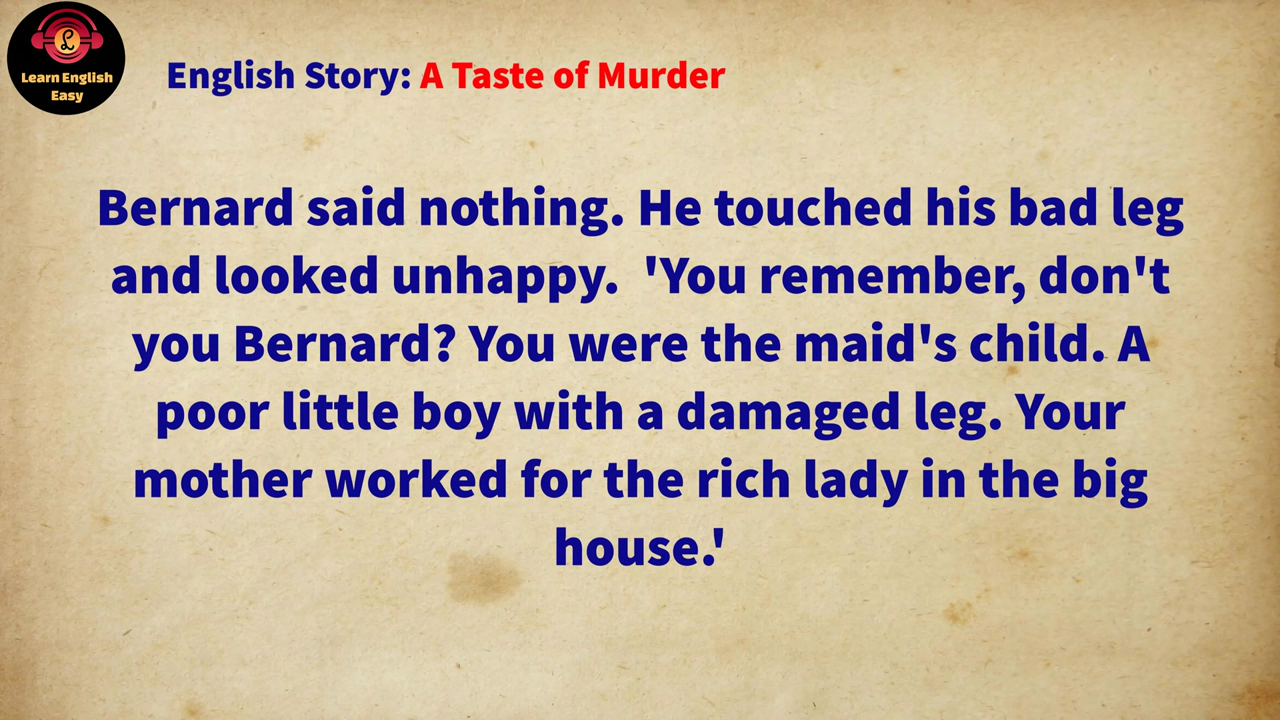 Learn English
Easy
English Story: A Taste of Murder
Bernard said nothing. He touched his bad leg
and looked unhappy.  'You remember, don't
you Bernard? You were the maid's child. A
poor little boy with a damaged leg. Your
mother worked for the rich lady in the big
house.'